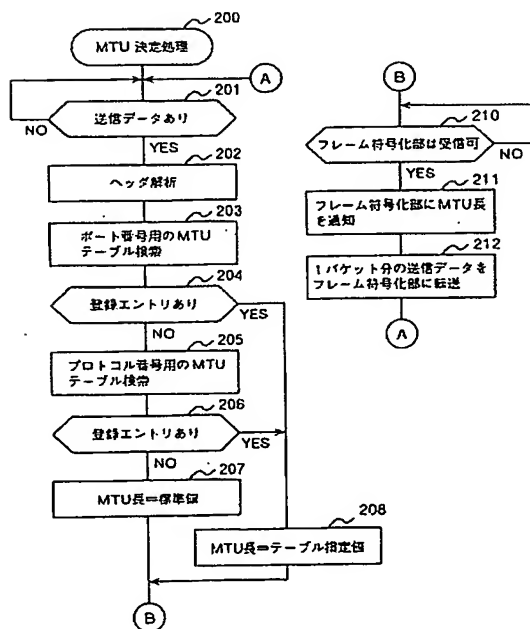 200
MTU 決定処理
A
201
送信データあり
NO
YES
202
ヘッダ解析
203
ポート番号用のMTU
テーブル検索
204
登録エントリあり
YES
NO
205
プロトコル番号用のMTU
テーブル検索
206
登録エントリあり
YES
NO
207
MTU長=標準値
208
MTU長=テーブル指定値
B
B
210
フレーム符号化部は受信可
NO
YES
211
フレーム符号化部にMTU長
を通知
212
1パケット分の送信データを
フレーム符号化部に転送
A